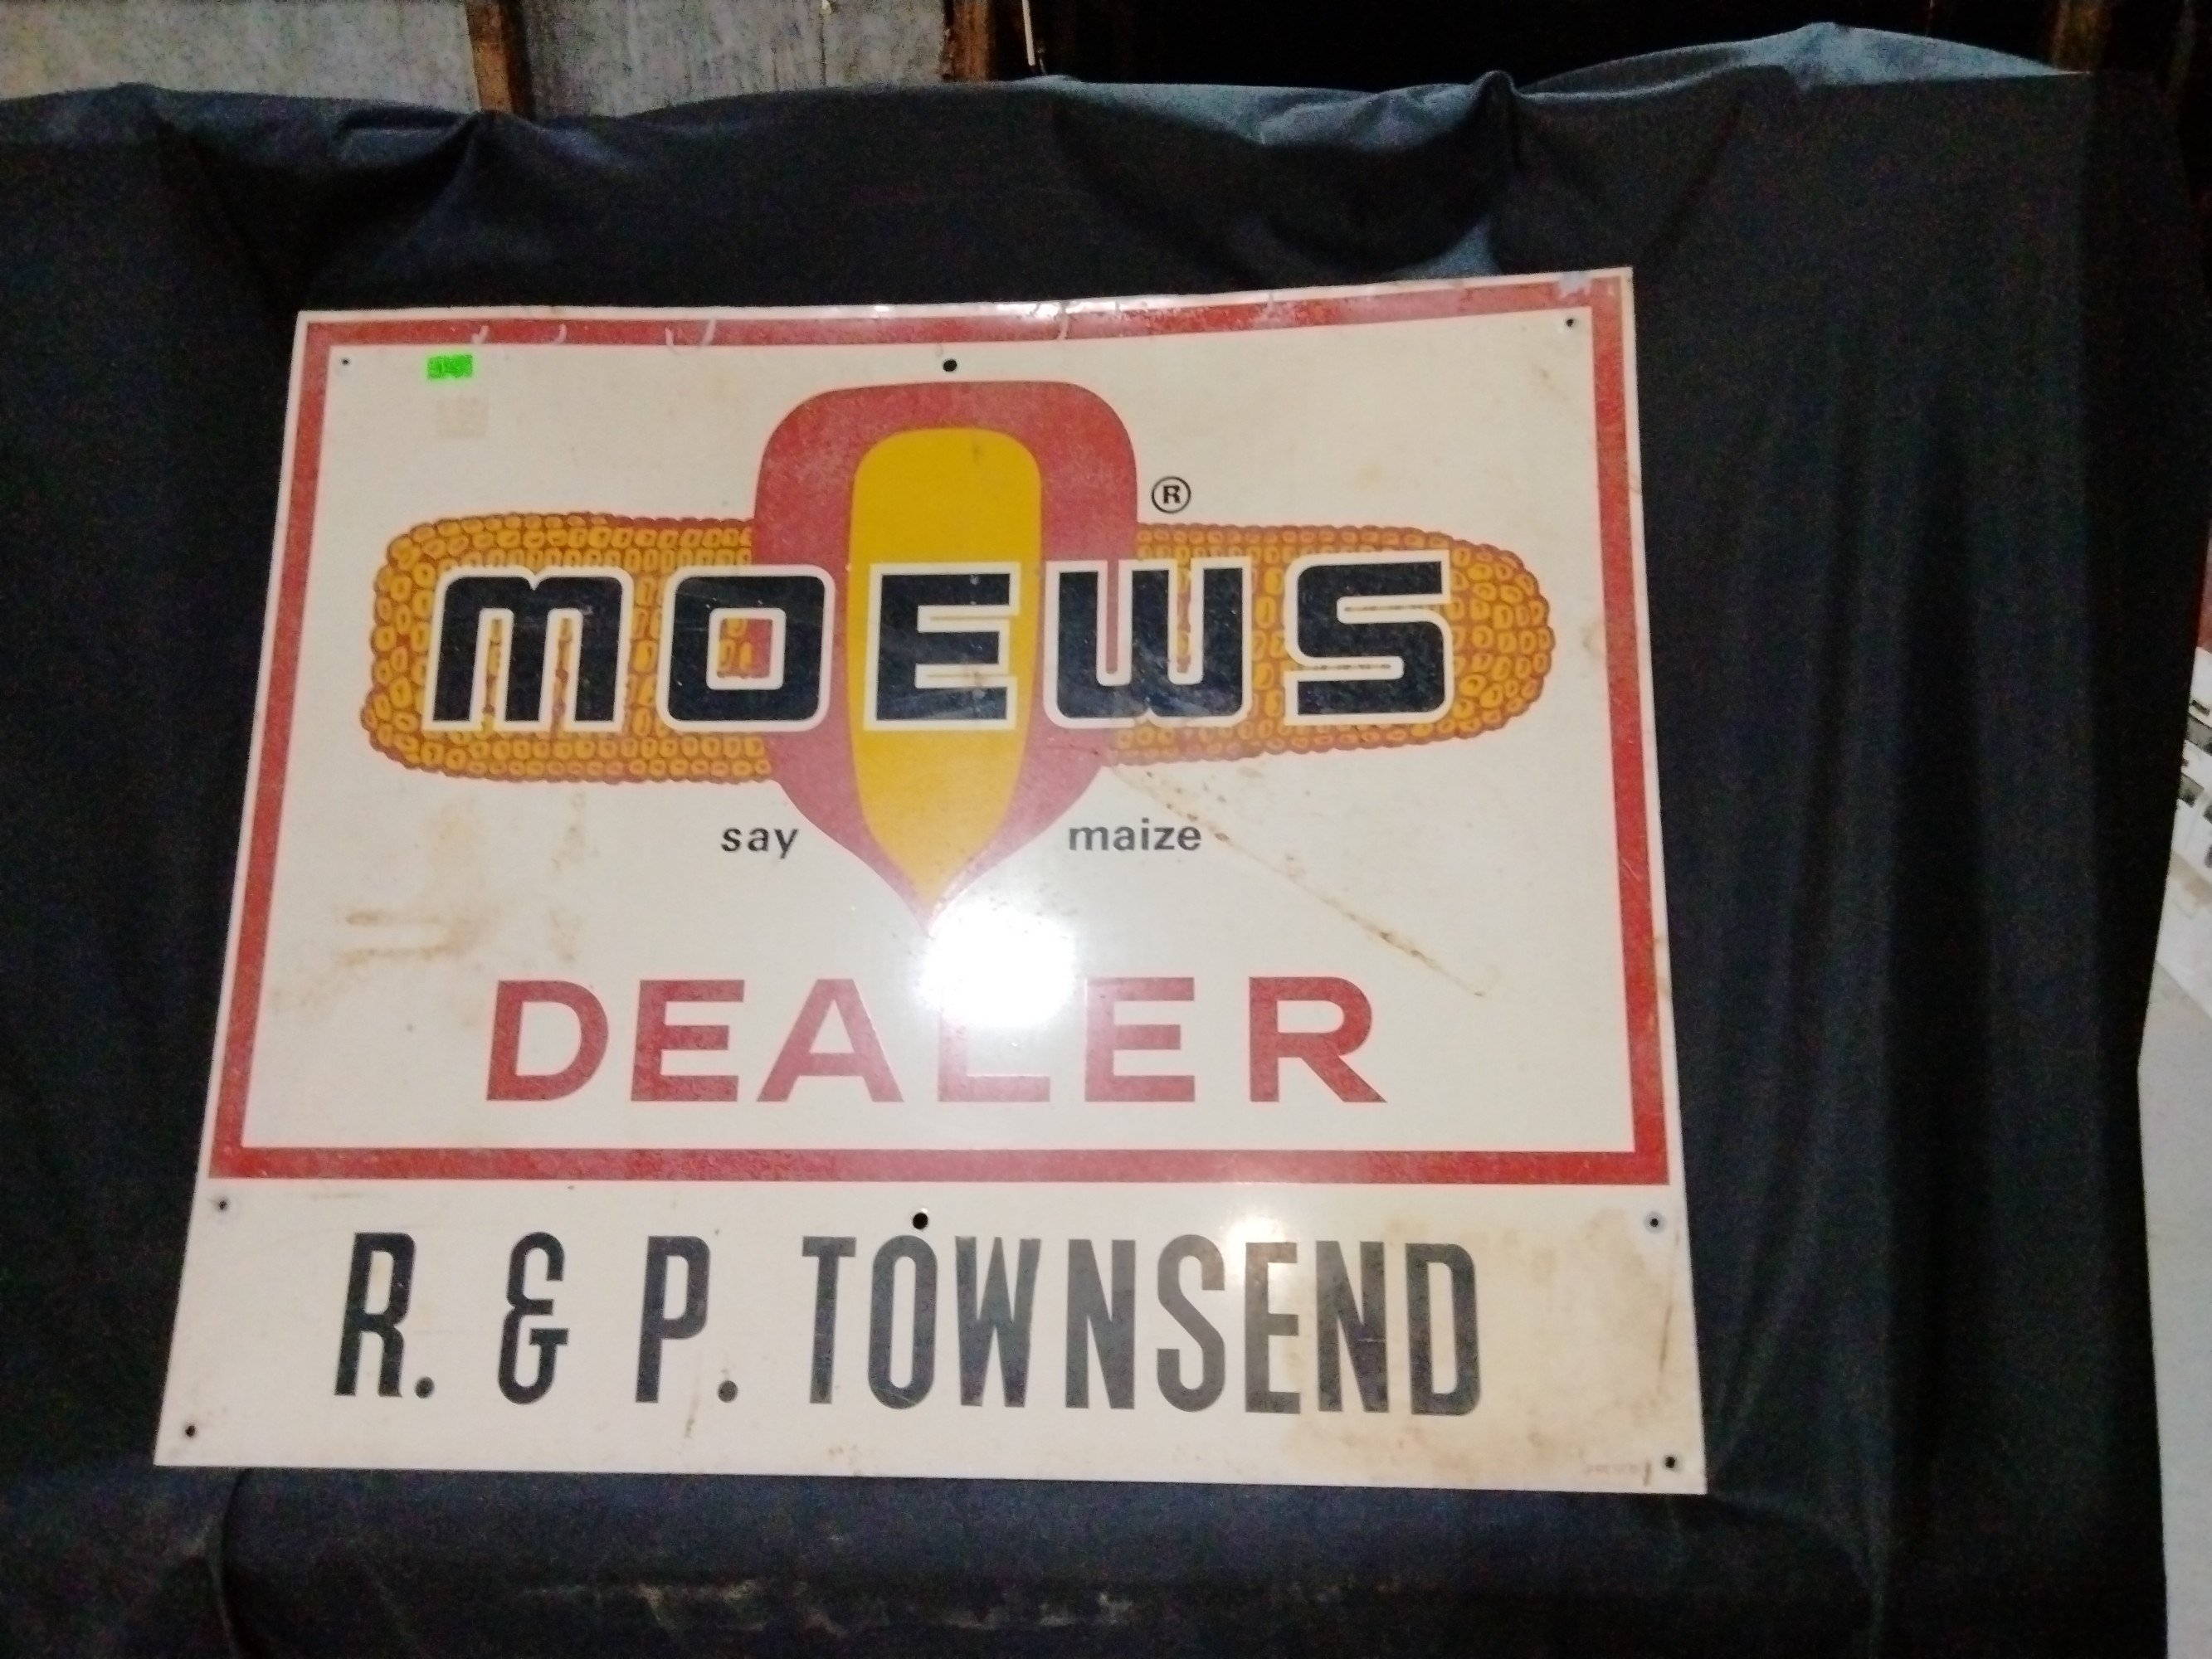 ®
MOEWS
say maize
DEALER
R. & P. TOWNSEND